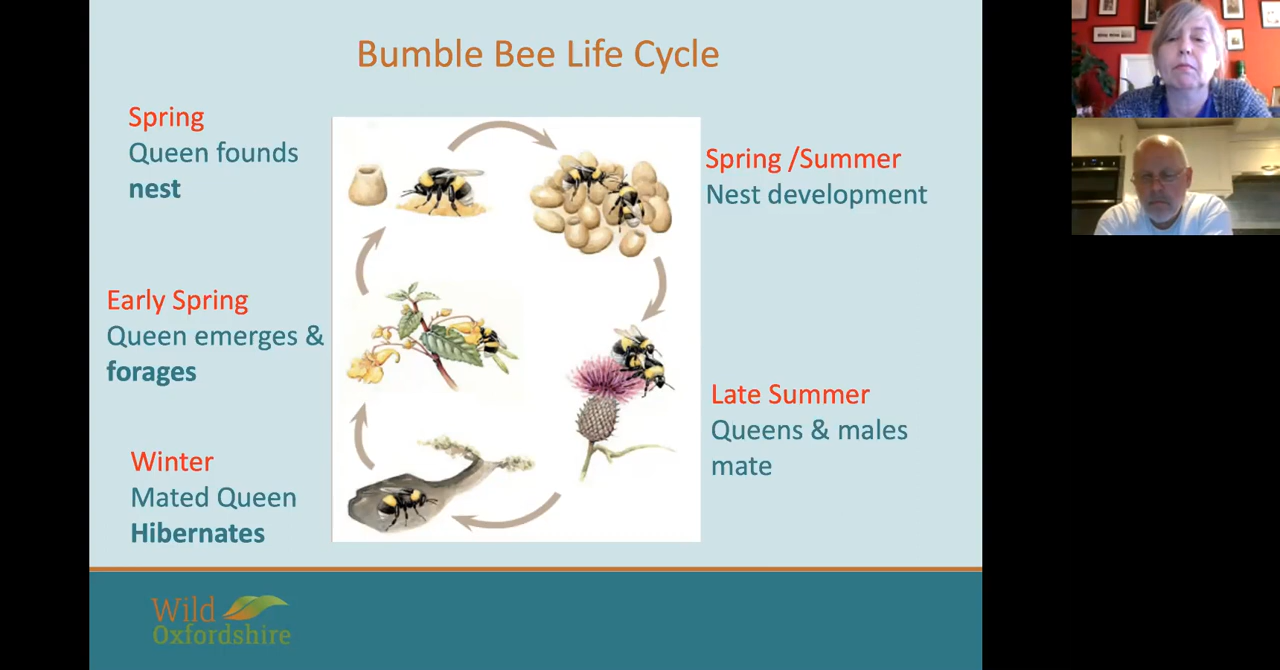 Bumble Bee Life Cycle
Spring
Queen founds
nest
Spring /Summer
Nest development
Early Spring
Queen emerges &
forages
Late Summer
Queens & males
mate
Winter
Mated Queen
Hibernates
Wild
Oxfordshire